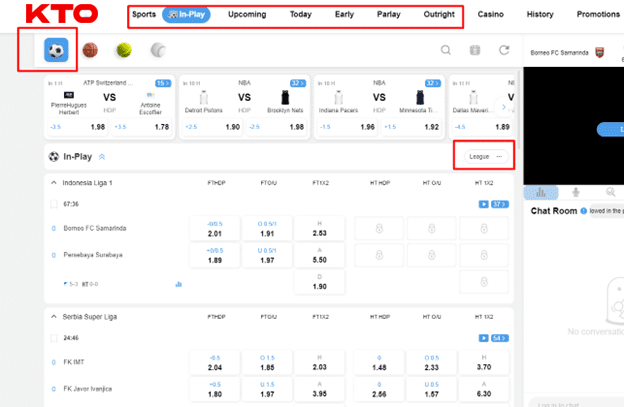 KTO
Sports In-Play Upcoming Today Early Parlay Outright Casino History Promotions
Borneo FC Samarinda
ATP Switzerland ... 15 >
PierreHugues Herbert VS Antoine Escoffier
HDP
-3.5 1.98 +3.5 1.78
NBA 32 >
Detroit Pistons VS Brooklyn Nets
HDP
+2.5 1.90 -2.5 1.98
NBA 32 >
Indiana Pacers VS Minnesota Ti...
HDP
-1.5 1.96 +1.5 1.92
NBA
Dallas Maveri... VS
HDP
-4.5 1.89
In-Play
League ...
Indonesia Liga 1 FTHDP FTO/U FT1X2 HT HDP HT O/U HT 1X2
67:36 37 >
0 Borneo FC Samarinda -0/0.5 2.01 O 0.5/1 1.91 H 2.53
0 Persebaya Surabaya +0/0.5 1.89 U 0.5/1 1.97 A 5.50
5-3 HT 0-0 D 1.90
Serbia Super Liga FTHDP FTO/U FT1X2 HT HDP HT O/U HT 1X2
24:46 54 >
0 FK IMT -0.5 2.04 O 1.5 1.85 H 2.03 0 1.48 O 0.5 2.33 H 3.70
0 FK Javor Ivanjica +0.5 1.80 U 1.5 1.97 A 3.95 0 2.56 U 0.5 1.57 A 6.30
Chat Room lowed in the p
No conversatio
Log in to chat